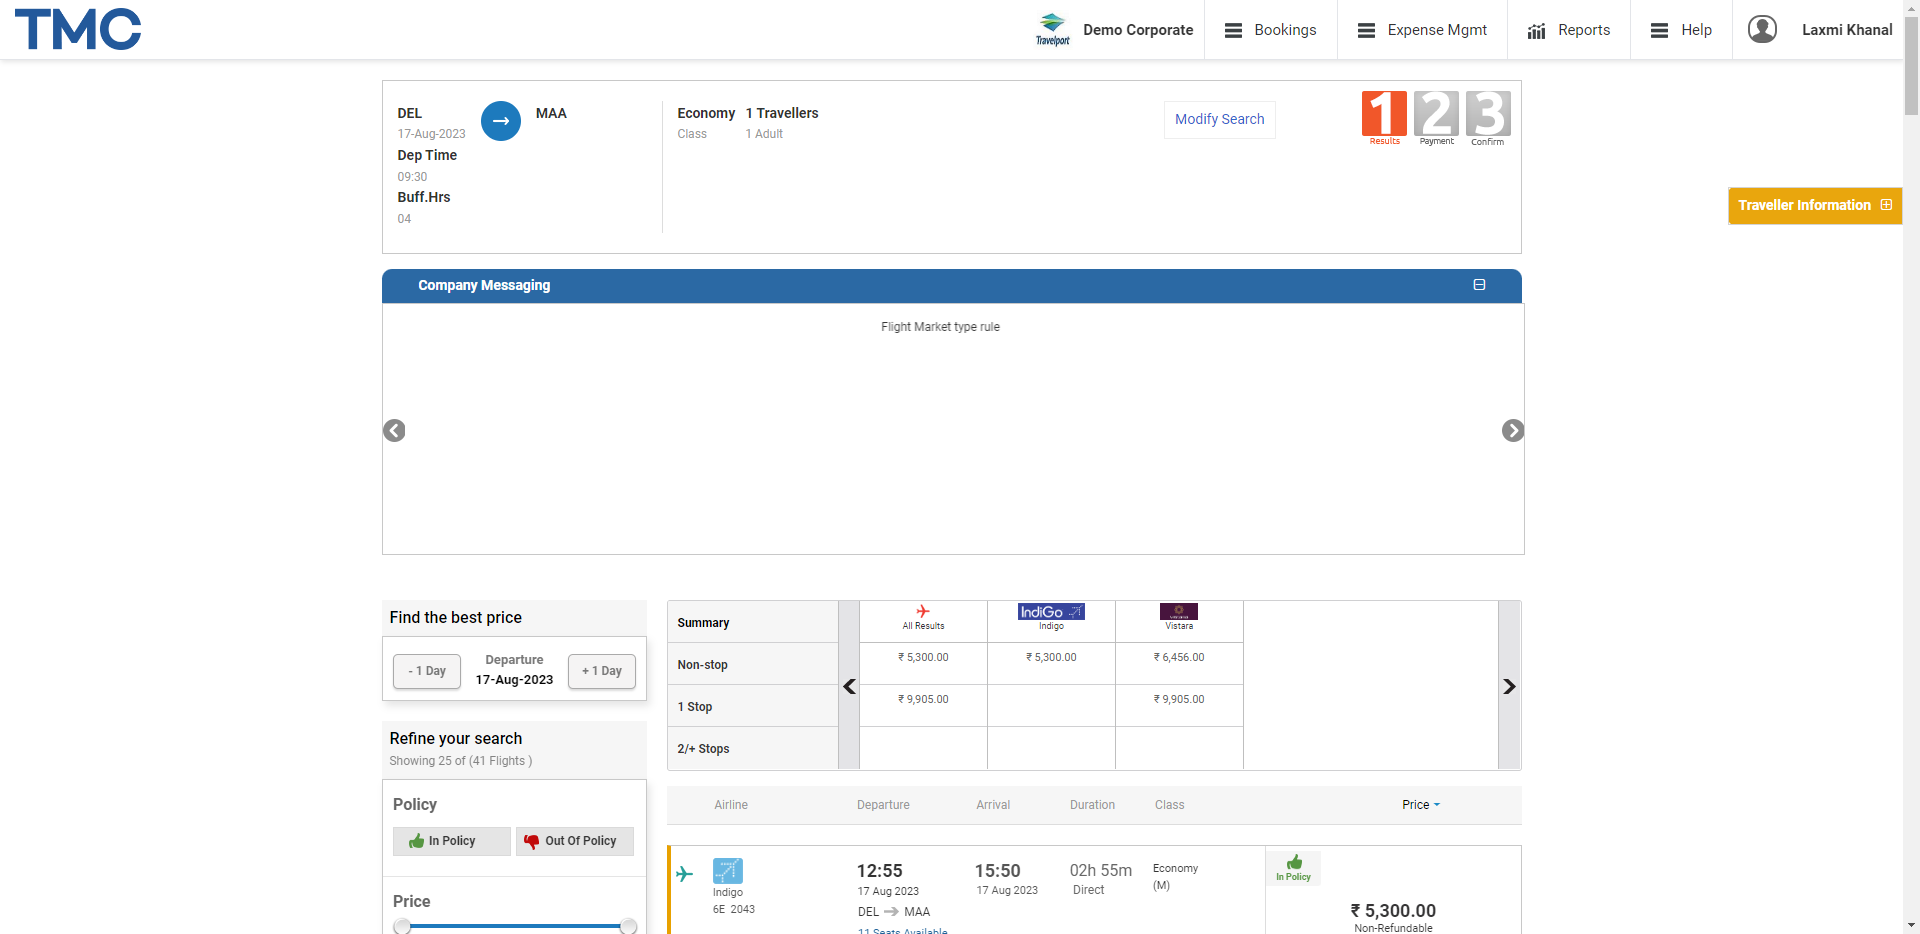 TMC
Travelport
Demo Corporate
Bookings
Expense Mgmt
Reports
Help
Laxmi Khanal
DEL
17-Aug-2023
MAA
Dep Time
09:30
Buff.Hrs
04
Economy
Class
1 Travellers
1 Adult
Modify Search
1
Results
2
Payment
3
Confirm
Traveller Information
Company Messaging
Flight Market type rule
Find the best price
- 1 Day
Departure
17-Aug-2023
+ 1 Day
Refine your search
Showing 25 of (41 Flights )
Policy
In Policy
Out Of Policy
Price
Summary
All Results
IndiGo
Indigo
Vistara
Non-stop
₹ 5,300.00
₹ 5,300.00
₹ 6,456.00
1 Stop
₹ 9,905.00
₹ 9,905.00
2/+ Stops
Airline
Departure
Arrival
Duration
Class
Price
Indigo
6E 2043
12:55
17 Aug 2023
DEL
MAA
11 Seats Available
15:50
17 Aug 2023
02h 55m
Direct
Economy
(M)
In Policy
₹ 5,300.00
Non-Refundable